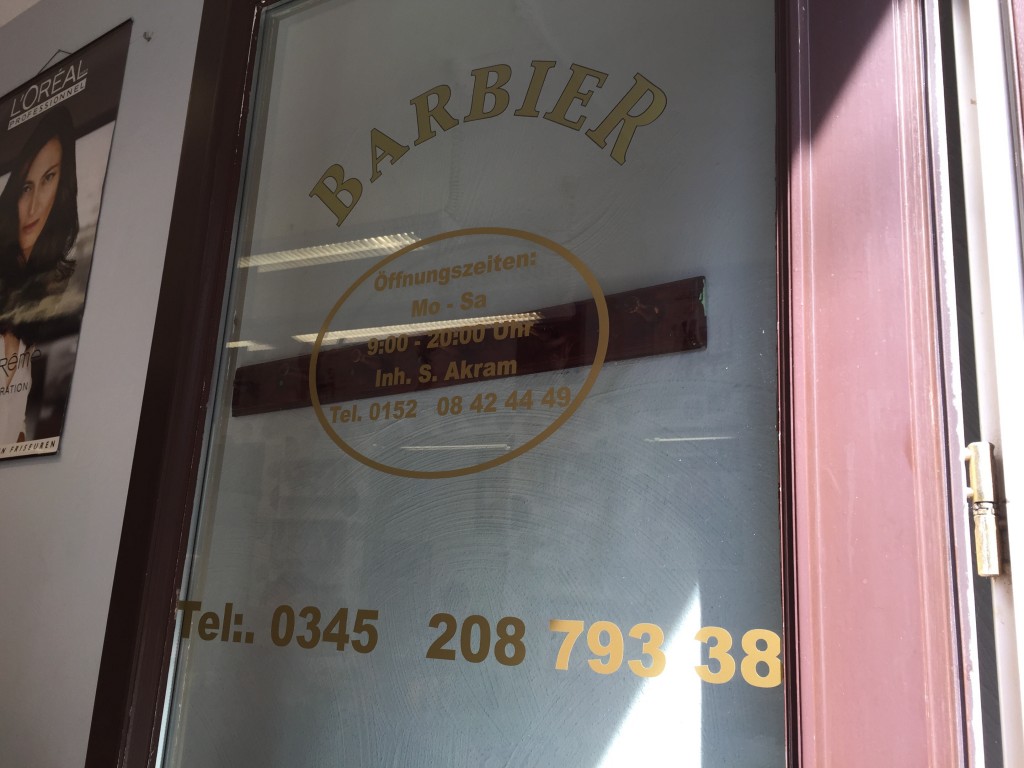 L'ORÉAL
PROFESSIONNEL
BARBIER
Öffnungszeiten:
Mo - Sa
9:00 - 20:00 Uhr
Inh. S. Akram
Tel. 0152 08 42 44 49
Tel:. 0345 208 793 38